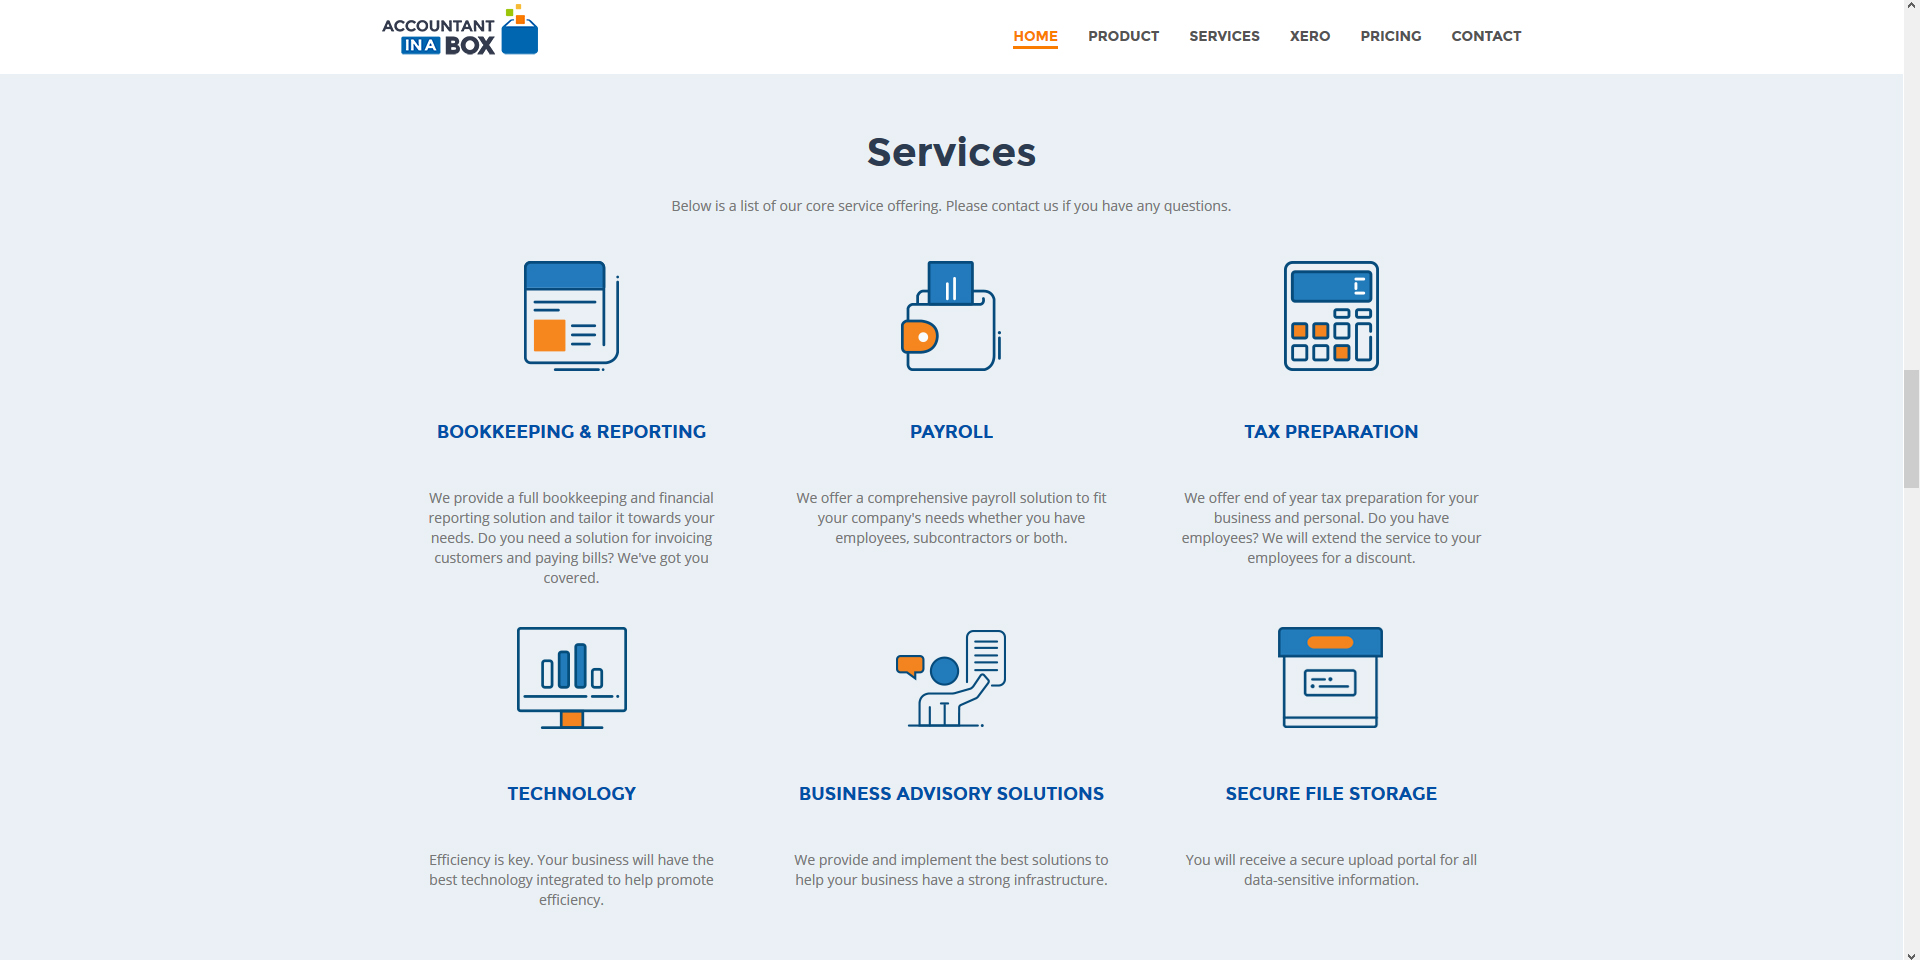 ACCOUNTANT
IN A BOX
HOME PRODUCT SERVICES XERO PRICING CONTACT
Services
Below is a list of our core service offering. Please contact us if you have any questions.
BOOKKEEPING & REPORTING
We provide a full bookkeeping and financial
reporting solution and tailor it towards your
needs. Do you need a solution for invoicing
customers and paying bills? We've got you
covered.
PAYROLL
We offer a comprehensive payroll solution to fit
your company's needs whether you have
employees, subcontractors or both.
TAX PREPARATION
We offer end of year tax preparation for your
business and personal. Do you have
employees? We will extend the service to your
employees for a discount.
TECHNOLOGY
Efficiency is key. Your business will have the
best technology integrated to help promote
efficiency.
BUSINESS ADVISORY SOLUTIONS
We provide and implement the best solutions to
help your business have a strong infrastructure.
SECURE FILE STORAGE
You will receive a secure upload portal for all
data-sensitive information.